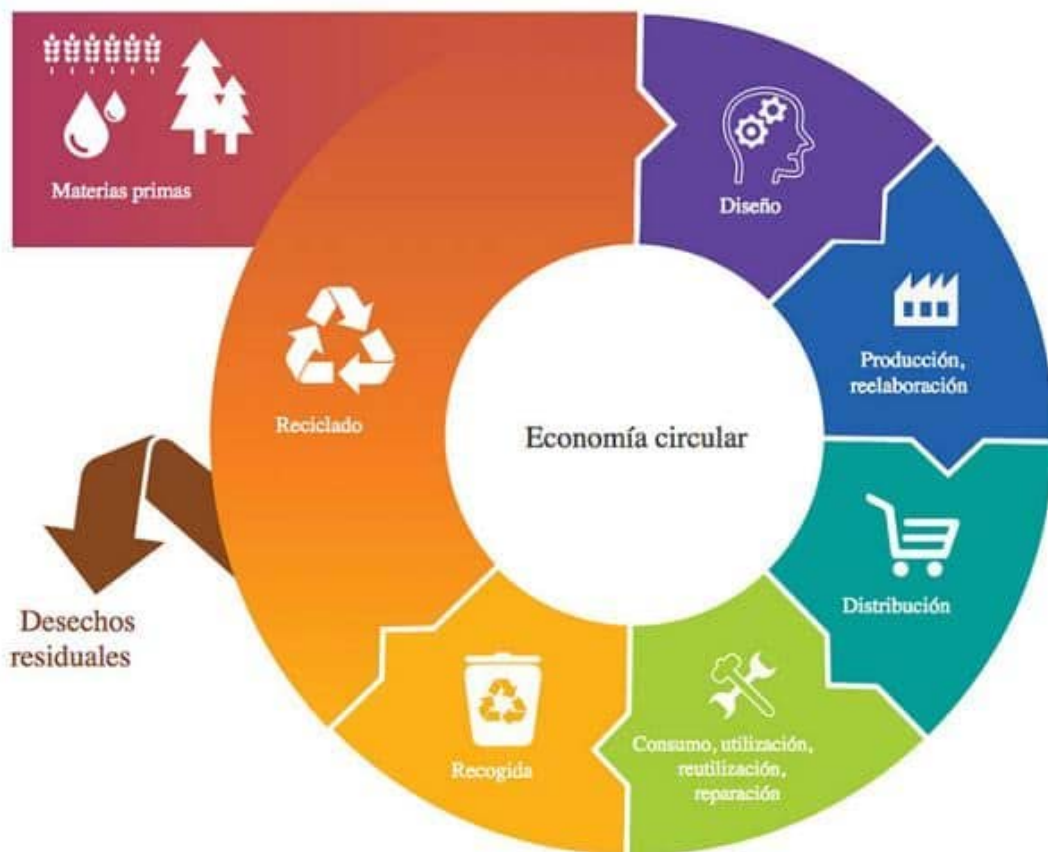 Materias primas
Diseño
Producción,
reelaboración
Distribución
Consumo, utilización,
reutilización,
reparación
Recogida
Reciclado
Desechos
residuales
Economía circular